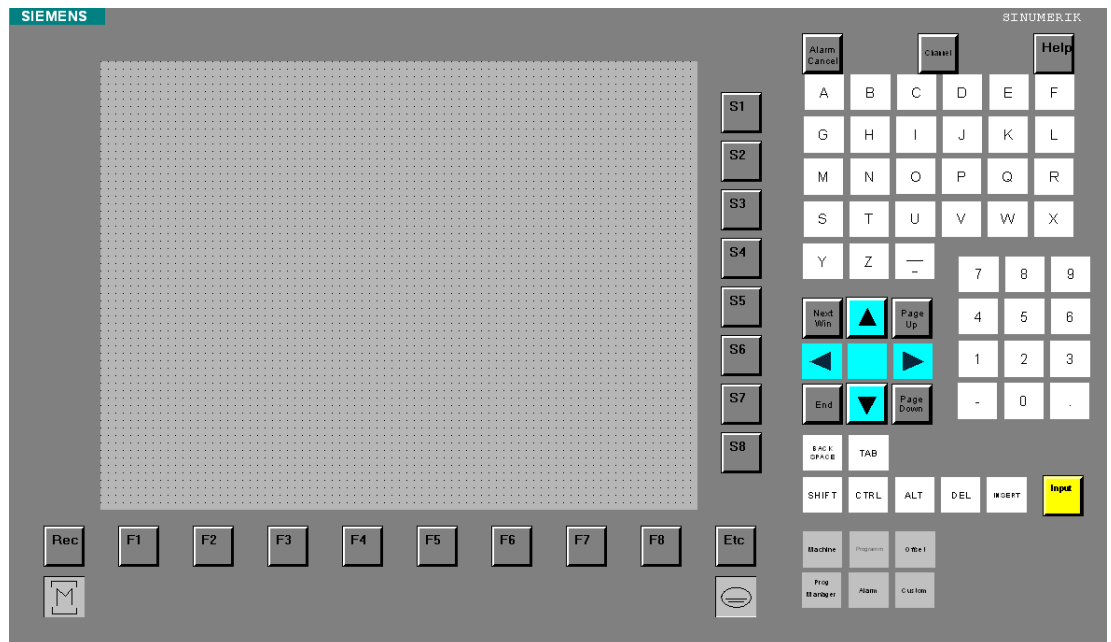 SIEMENS
SINUMERIK
Alarm
Cancel
Channel
Help
A B C D E F
S1
G H I J K L
S2
M N O P Q R
S3
S T U V W X
S4
Y Z
7 8 9
S5
Next
Win
Page
Up
4 5 6
S6
1 2 3
S7
End
Page
Down
- 0 .
S8
BACK
SPACE
TAB
SHIFT CTRL ALT DEL INSERT
Input
Rec F1 F2 F3 F4 F5 F6 F7 F8 Etc
Machine Programm Offset
M
Prog
Manager
Alarm Custom